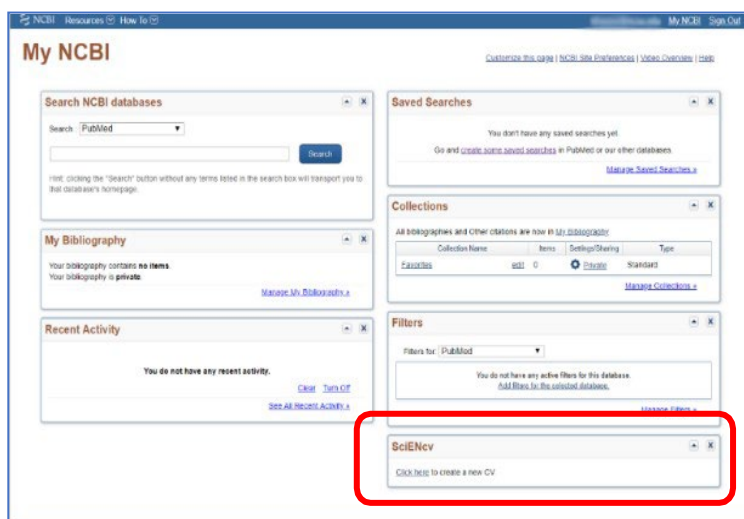 NCBI Resources How To My NCBI Sign Out
My NCBI
Customize this page | NCBI Site Preferences | Video Overview | Help
Search NCBI databases
Search: PubMed
Search
Hint: clicking the "Search" button without any terms listed in the search box will transport you to
that database's homepage.
My Bibliography
Your bibliography contains no items.
Your bibliography is private.
Manage My Bibliography »
Recent Activity
You do not have any recent activity.
Clear Turn Off
See All Recent Activity »
Saved Searches
You don't have any saved searches yet.
Go and create some saved searches in PubMed or our other databases.
Manage Saved Searches »
Collections
All bibliographies and Other citations are now in My Bibliography
Collection Name Items Settings/Sharing Type
Favorites edit 0 Private Standard
Manage Collections »
Filters
Filters for: PubMed
You do not have any active filters for this database.
Add filters for the selected database.
Manage Filters »
SciENcv
Click here to create a new CV